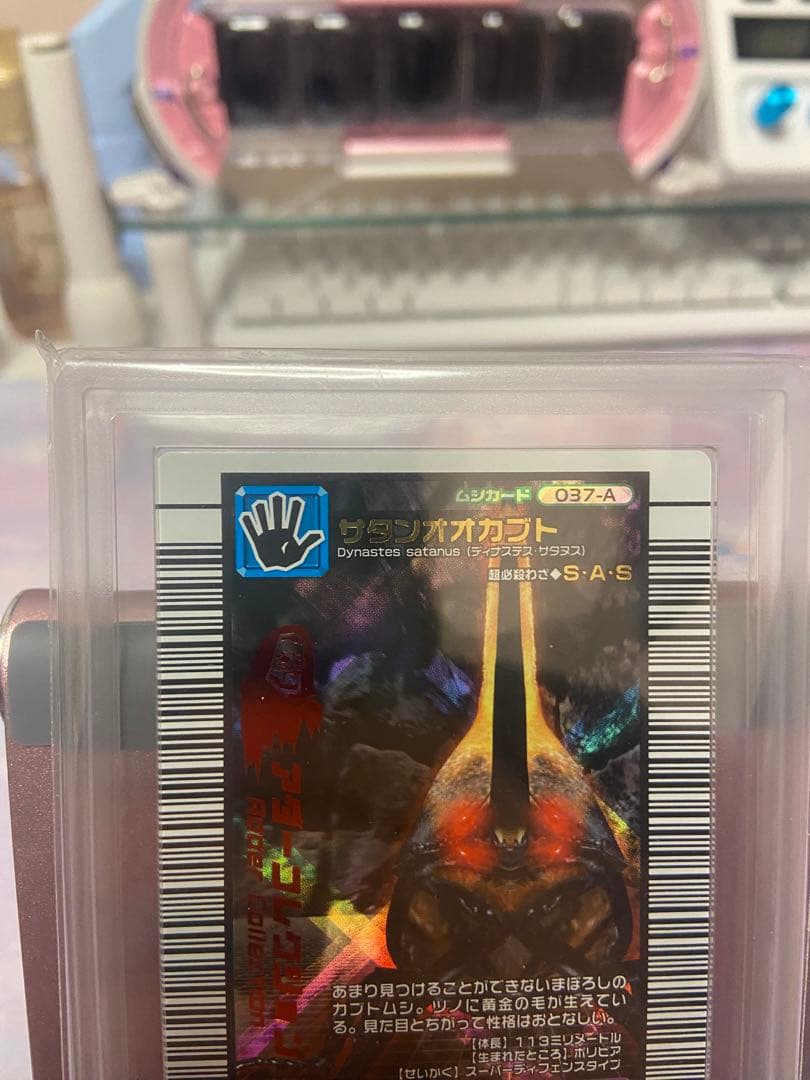 ムシカード 037-A
サタンオオカブト
Dynastes satanus (ディナステス・サタヌス)
超必殺わざ◆S・A・S
アダーコレクション
Adder Collection
あまり見つけることができないまぼろしの
カブトムシ。ツノに黄金の毛が生えてい
る。見た目とちがって性格はおとなしい。
【体長】113ミリメートル
【生まれたところ】ボリビア
【せいかく】スーパーディフェンスタイプ